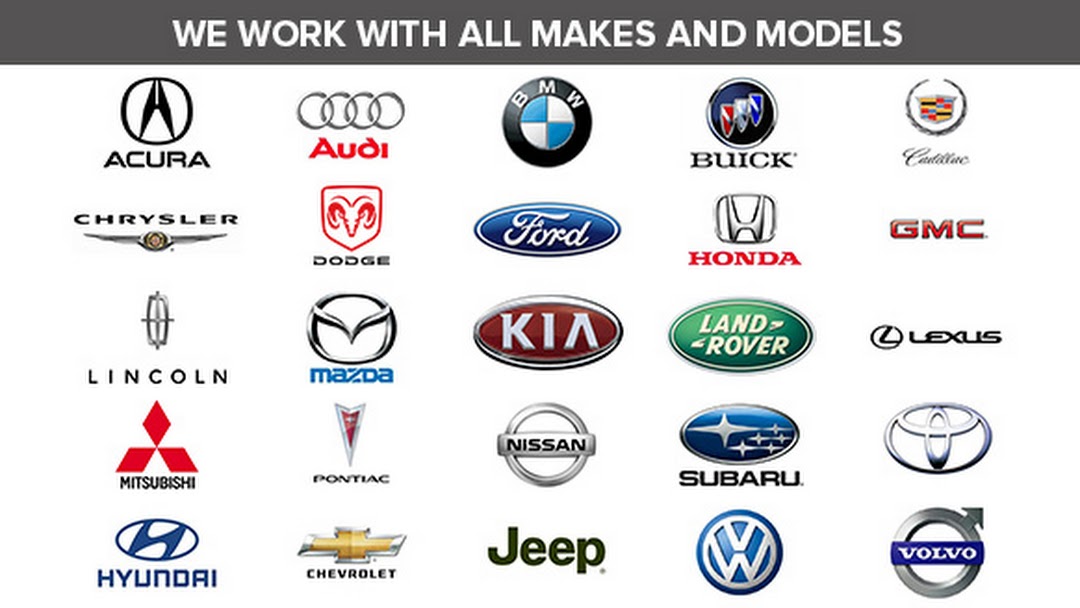 WE WORK WITH ALL MAKES AND MODELS
ACURA
Audi
BMW
BUICK
Cadillac
CHRYSLER
DODGE
Ford
HONDA
GMC
LINCOLN
mazda
KIA
LAND-
-ROVER
LEXUS
MITSUBISHI
PONTIAC
NISSAN
SUBARU
HYUNDAI
CHEVROLET
Jeep
VW
VOLVO